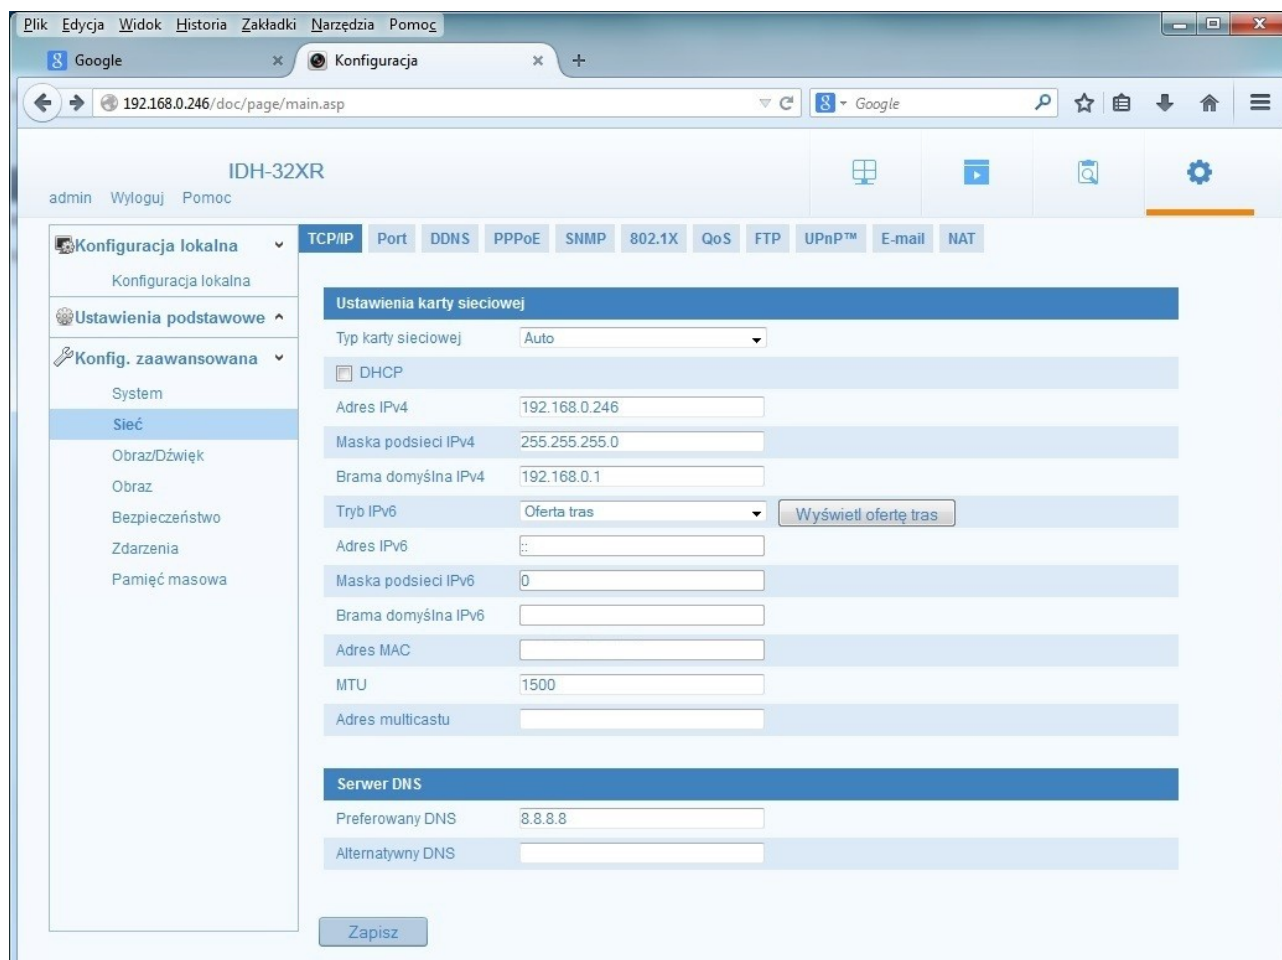 Plik Edycja Widok Historia Zakładki Narzędzia Pomoc
Google
Konfiguracja
192.168.0.246/doc/page/main.asp
Google
IDH-32XR
admin Wyloguj Pomoc
Konfiguracja lokalna
Konfiguracja lokalna
Ustawienia podstawowe
Konfig. zaawansowana
System
Sieć
Obraz/Dźwięk
Obraz
Bezpieczeństwo
Zdarzenia
Pamięć masowa
TCP/IP Port DDNS PPPoE SNMP 802.1X QoS FTP UPnP™ E-mail NAT
Ustawienia karty sieciowej
Typ karty sieciowej Auto
DHCP
Adres IPv4 192.168.0.246
Maska podsieci IPv4 255.255.255.0
Brama domyślna IPv4 192.168.0.1
Tryb IPv6 Oferta tras Wyświetl ofertę tras
Adres IPv6 ::
Maska podsieci IPv6 0
Brama domyślna IPv6
Adres MAC
MTU 1500
Adres multicastu
Serwer DNS
Preferowany DNS 8.8.8.8
Alternatywny DNS
Zapisz